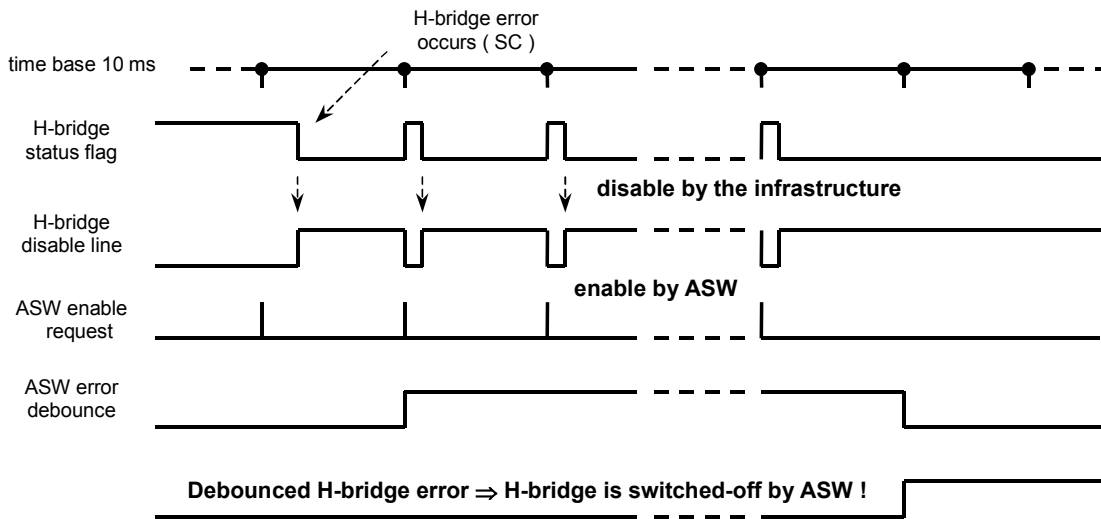 H-bridge error
occurs ( SC )
time base 10 ms
H-bridge
status flag
disable by the infrastructure
H-bridge
disable line
enable by ASW
ASW enable
request
ASW error
debounce
Debounced H-bridge error ⇒ H-bridge is switched-off by ASW !